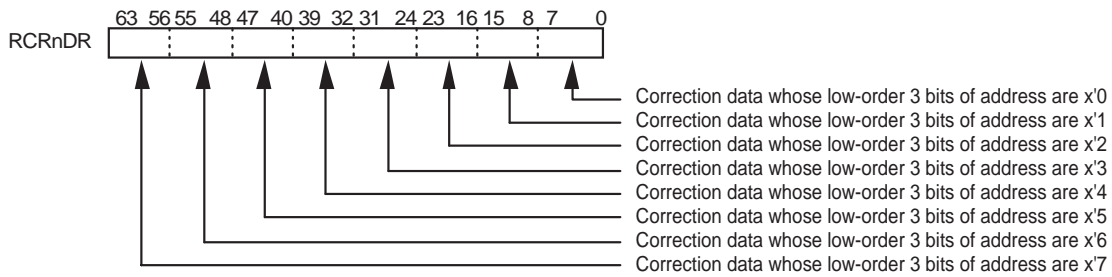 63 56 55 48 47 40 39 32 31 24 23 16 15 8 7 0
RCRnDR
Correction data whose low-order 3 bits of address are x'0
Correction data whose low-order 3 bits of address are x'1
Correction data whose low-order 3 bits of address are x'2
Correction data whose low-order 3 bits of address are x'3
Correction data whose low-order 3 bits of address are x'4
Correction data whose low-order 3 bits of address are x'5
Correction data whose low-order 3 bits of address are x'6
Correction data whose low-order 3 bits of address are x'7